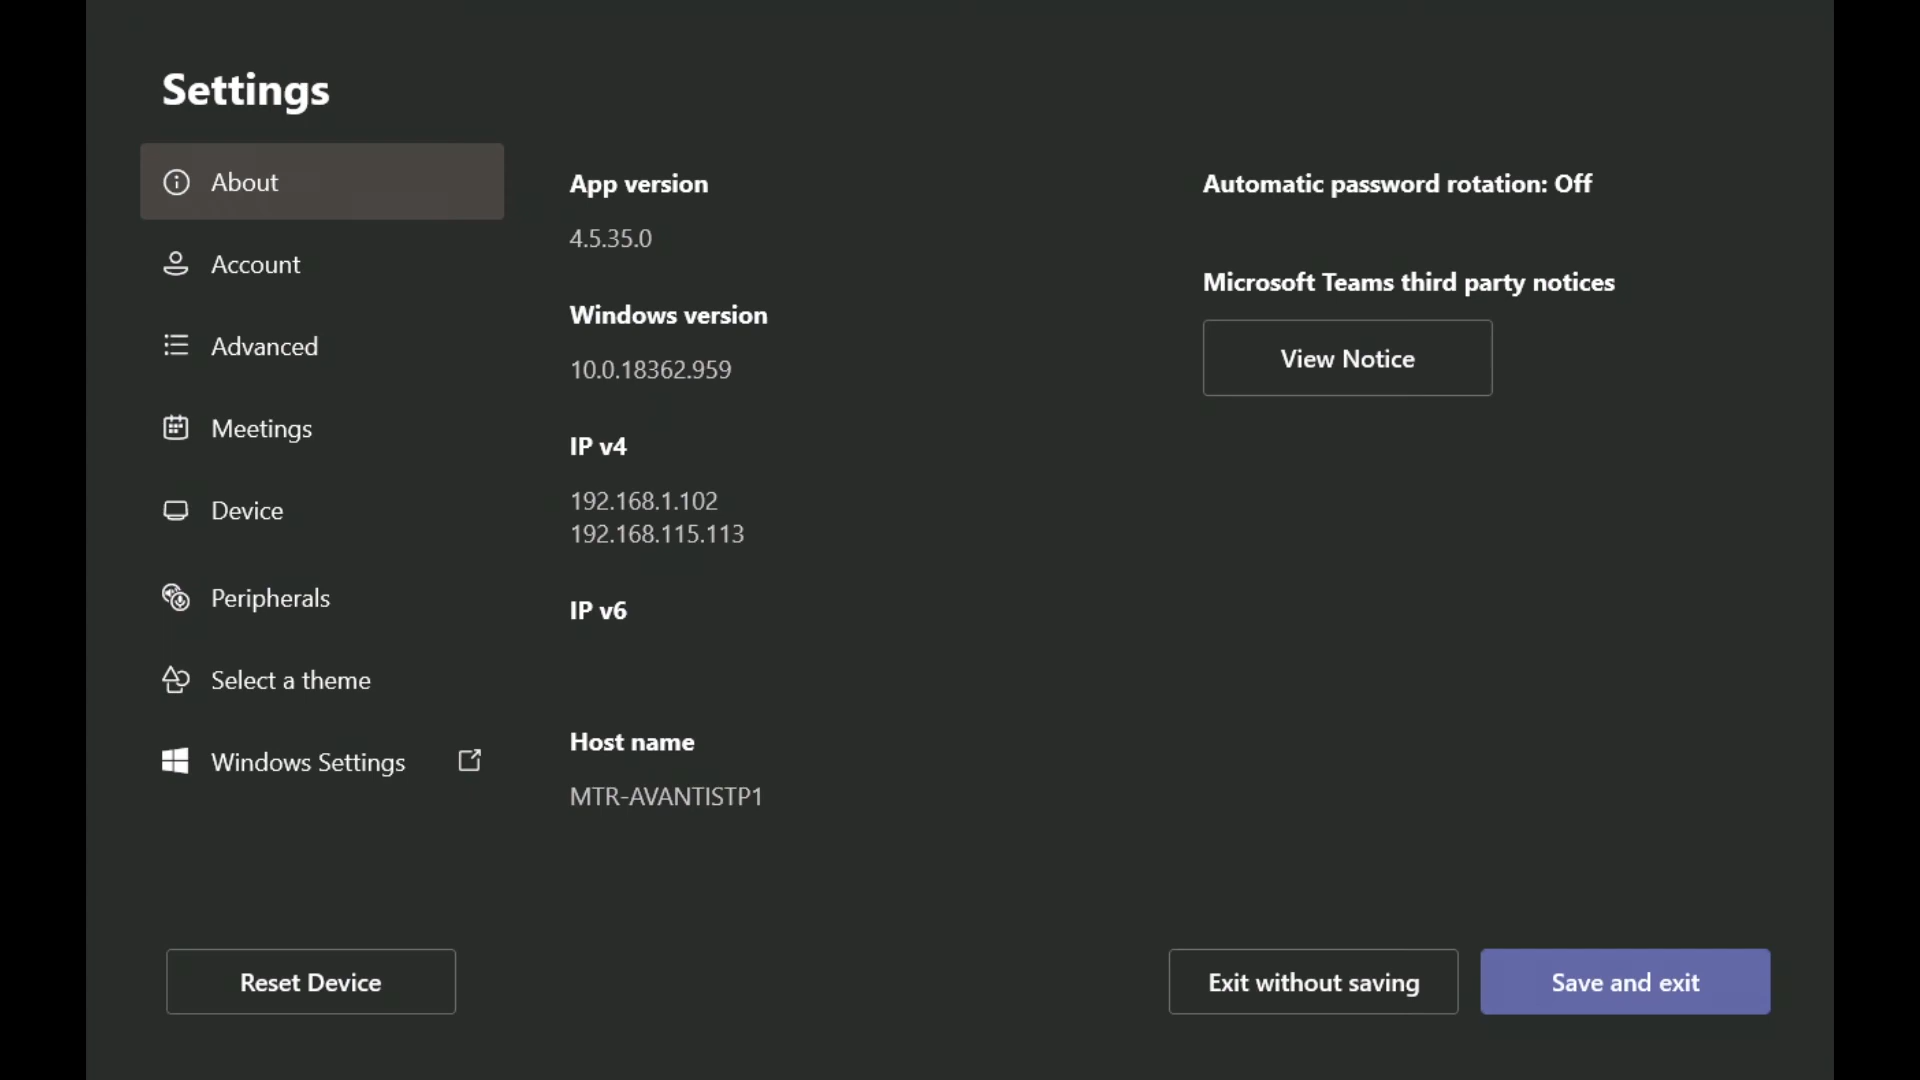 Settings
About
Account
Advanced
Meetings
Device
Peripherals
Select a theme
Windows Settings
App version
4.5.35.0
Windows version
10.0.18362.959
IP v4
192.168.1.102
192.168.115.113
IP v6
Host name
MTR-AVANTISTP1
Automatic password rotation: Off
Microsoft Teams third party notices
View Notice
Reset Device
Exit without saving
Save and exit